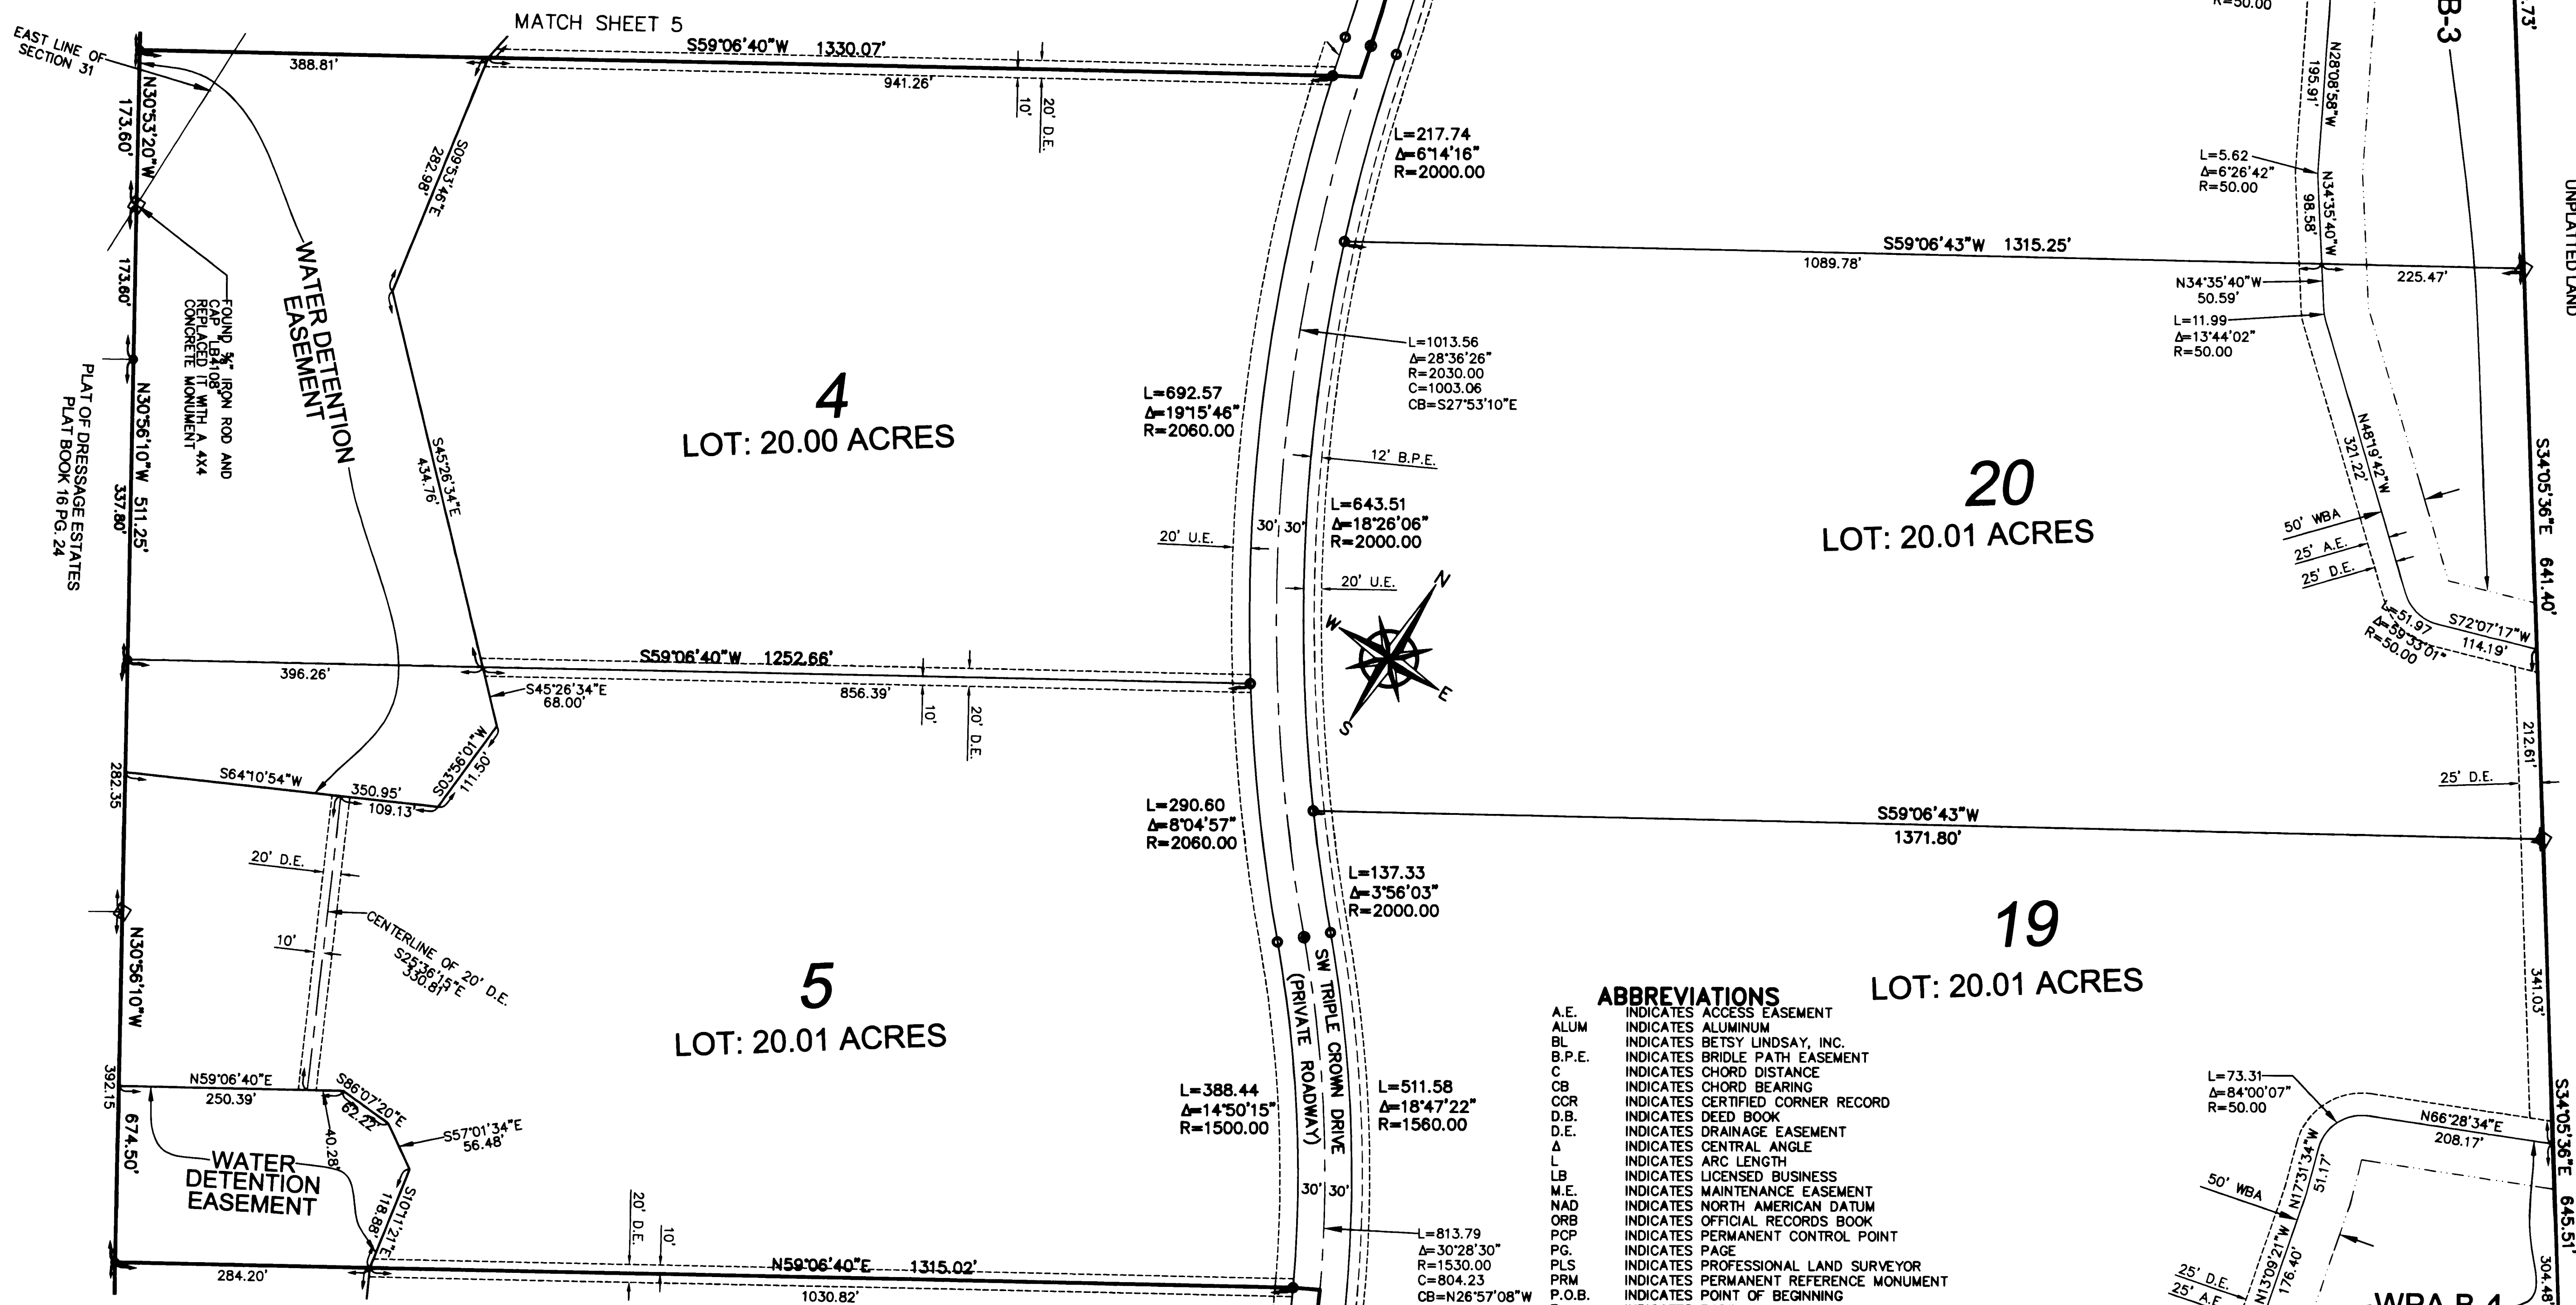 MATCH SHEET 5
EAST LINE OF
SECTION 31
S59°06'40"W 1330.07'
388.81'
941.26'
10'
20' D.E.
N30°53'20"W
173.60'
173.60'
S09°53'46"E
282.98'
FOUND ⅝" IRON ROD AND
CAP " LB4108"
REPLACED IT WITH A 4X4
CONCRETE MONUMENT
WATER DETENTION
EASEMENT
PLAT OF DRESSAGE ESTATES
PLAT BOOK 16 PG. 24
N30°56'10"W 511.25'
337.80'
S45°26'34"E
434.76'
4
LOT: 20.00 ACRES
L=692.57
Δ=19°15'46"
R=2060.00
20' U.E.
L=217.74
Δ=6°14'16"
R=2000.00
L=1013.56
Δ=28°36'26"
R=2030.00
C=1003.06
CB=S27°53'10"E
12' B.P.E.
L=643.51
Δ=18°26'06"
R=2000.00
30' 30'
20' U.E.
N
W
E
S
S59°06'40"W 1252.66'
396.26'
856.39'
10'
20' D.E.
S45°26'34"E
68.00'
S03°56'01"W
111.50'
S64°10'54"W
350.95'
109.13'
282.35
20' D.E.
10'
CENTERLINE OF 20' D.E.
S25°36'15"E
330.81'
5
LOT: 20.01 ACRES
L=290.60
Δ=8°04'57"
R=2060.00
L=137.33
Δ=3°56'03"
R=2000.00
SW TRIPLE CROWN DRIVE
(PRIVATE ROADWAY)
L=388.44
Δ=14°50'15"
R=1500.00
L=511.58
Δ=18°47'22"
R=1560.00
30' 30'
L=813.79
Δ=30°28'30"
R=1530.00
C=804.23
CB=N26°57'08"W
N30°56'10"W
392.15
674.50'
N59°06'40"E
250.39'
S86°07'20"E
62.22'
S57°01'34"E
56.48'
40.28'
S10°11'21"E
118.88'
WATER
DETENTION
EASEMENT
284.20'
20' D.E.
10'
N59°06'40"E 1315.02'
1030.82'
R=50.00
B-3
.73'
UNPLATTED LAND
N28°08'58"W
195.91'
L=5.62
Δ=6°26'42"
R=50.00
N34°35'40"W
98.58'
S59°06'43"W 1315.25'
1089.78'
225.47'
N34°35'40"W
50.59'
L=11.99
Δ=13°44'02"
R=50.00
N48°19'42"W
321.22'
50' WBA
25' A.E.
25' D.E.
L=51.97
Δ=59°33'01"
R=50.00
S72°07'17"W
114.19'
S34°05'36"E 641.40'
20
LOT: 20.01 ACRES
212.61'
25' D.E.
S59°06'43"W
1371.80'
19
LOT: 20.01 ACRES
341.03'
S34°05'36"E 645.51'
L=73.31
Δ=84°00'07"
R=50.00
N66°28'34"E
208.17'
N17°31'34"W
51.17'
50' WBA
N13°09'21"W
176.40'
25' D.E.
25' A.E.
304.48
WBA B-4
ABBREVIATIONS
A.E. INDICATES ACCESS EASEMENT
ALUM INDICATES ALUMINUM
BL INDICATES BETSY LINDSAY, INC.
B.P.E. INDICATES BRIDLE PATH EASEMENT
C INDICATES CHORD DISTANCE
CB INDICATES CHORD BEARING
CCR INDICATES CERTIFIED CORNER RECORD
D.B. INDICATES DEED BOOK
D.E. INDICATES DRAINAGE EASEMENT
Δ INDICATES CENTRAL ANGLE
L INDICATES ARC LENGTH
LB INDICATES LICENSED BUSINESS
M.E. INDICATES MAINTENANCE EASEMENT
NAD INDICATES NORTH AMERICAN DATUM
ORB INDICATES OFFICIAL RECORDS BOOK
PCP INDICATES PERMANENT CONTROL POINT
PG. INDICATES PAGE
PLS INDICATES PROFESSIONAL LAND SURVEYOR
PRM INDICATES PERMANENT REFERENCE MONUMENT
P.O.B. INDICATES POINT OF BEGINNING